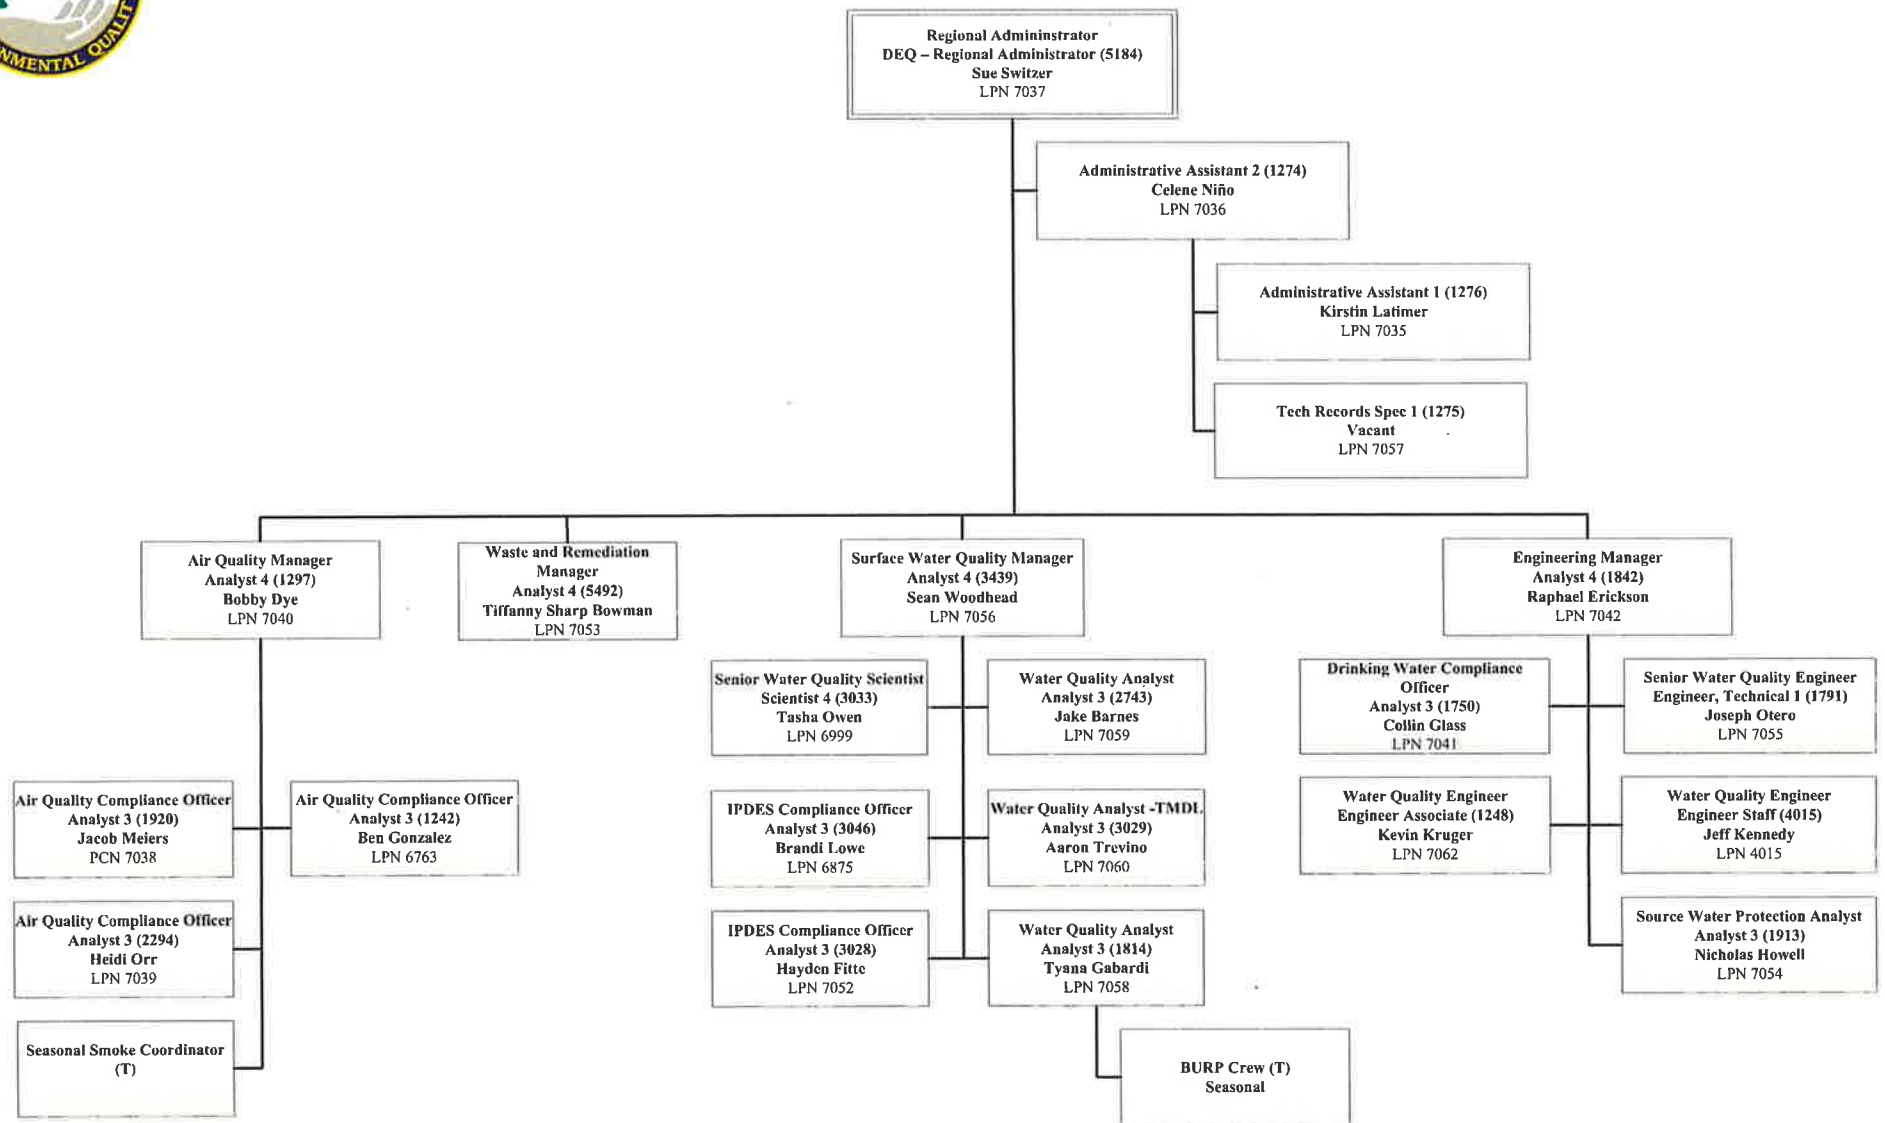 NMENTAL QUALIT
Regional Admininstrator
DEQ – Regional Administrator (5184)
Sue Switzer
LPN 7037
Administrative Assistant 2 (1274)
Celene Niño
LPN 7036
Administrative Assistant 1 (1276)
Kirstin Latimer
LPN 7035
Tech Records Spec 1 (1275)
Vacant
LPN 7057
Air Quality Manager
Analyst 4 (1297)
Bobby Dye
LPN 7040
Waste and Remediation
Manager
Analyst 4 (5492)
Tiffanny Sharp Bowman
LPN 7053
Surface Water Quality Manager
Analyst 4 (3439)
Sean Woodhead
LPN 7056
Engineering Manager
Analyst 4 (1842)
Raphael Erickson
LPN 7042
Air Quality Compliance Officer
Analyst 3 (1920)
Jacob Meiers
PCN 7038
Air Quality Compliance Officer
Analyst 3 (1242)
Ben Gonzalez
LPN 6763
Air Quality Compliance Officer
Analyst 3 (2294)
Heidi Orr
LPN 7039
Seasonal Smoke Coordinator
(T)
Senior Water Quality Scientist
Scientist 4 (3033)
Tasha Owen
LPN 6999
Water Quality Analyst
Analyst 3 (2743)
Jake Barnes
LPN 7059
IPDES Compliance Officer
Analyst 3 (3046)
Brandi Lowe
LPN 6875
Water Quality Analyst -TMDL
Analyst 3 (3029)
Aaron Trevino
LPN 7060
IPDES Compliance Officer
Analyst 3 (3028)
Hayden Fitte
LPN 7052
Water Quality Analyst
Analyst 3 (1814)
Tyana Gabardi
LPN 7058
BURP Crew (T)
Seasonal
Drinking Water Compliance
Officer
Analyst 3 (1750)
Collin Glass
LPN 7041
Senior Water Quality Engineer
Engineer, Technical 1 (1791)
Joseph Otero
LPN 7055
Water Quality Engineer
Engineer Associate (1248)
Kevin Kruger
LPN 7062
Water Quality Engineer
Engineer Staff (4015)
Jeff Kennedy
LPN 4015
Source Water Protection Analyst
Analyst 3 (1913)
Nicholas Howell
LPN 7054